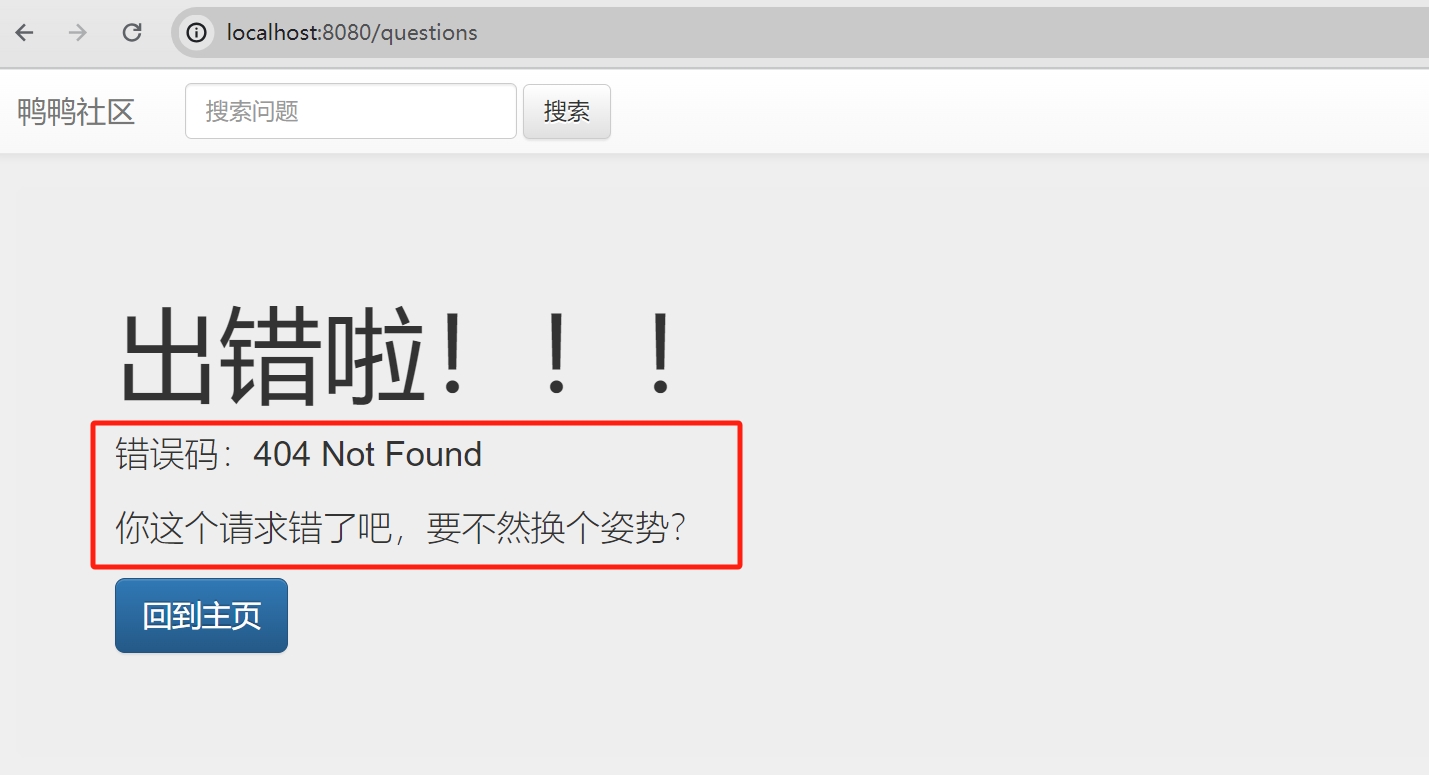 localhost:8080/questions
鸭鸭社区 搜索问题 搜索
出错啦！！！
错误码：404 Not Found
你这个请求错了吧，要不然换个姿势？
回到主页